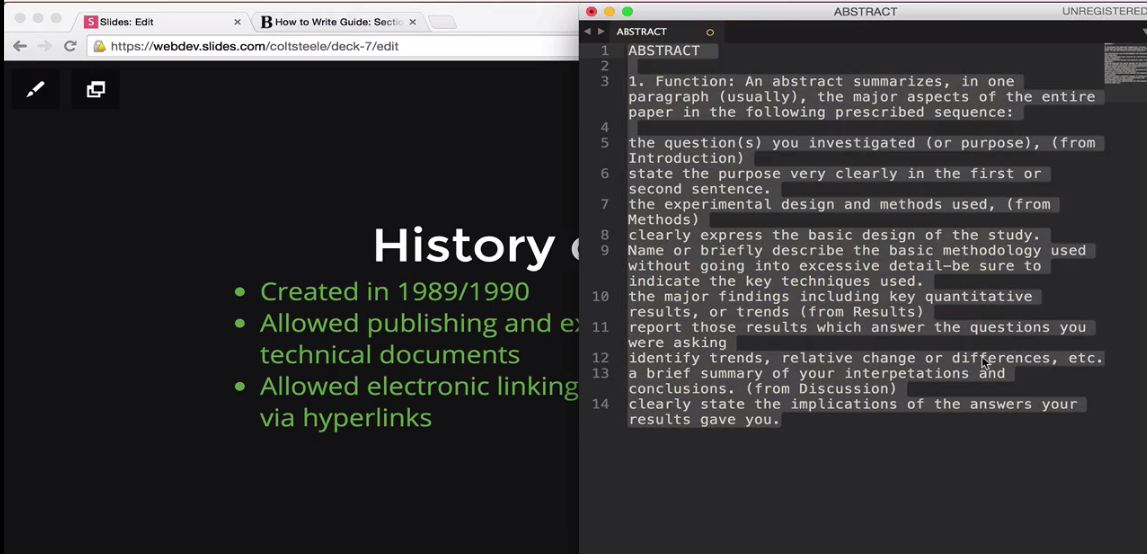 Slides: Edit
How to Write Guide: Sectio
https://webdev.slides.com/coltsteele/deck-7/edit
History
Created in 1989/1990
Allowed publishing and ex
technical documents
Allowed electronic linking
via hyperlinks
ABSTRACT
UNREGISTERED
ABSTRACT
1 ABSTRACT
2
3 1. Function: An abstract summarizes, in one
paragraph (usually), the major aspects of the entire
paper in the following prescribed sequence:
4
5 the question(s) you investigated (or purpose), (from
Introduction)
6 state the purpose very clearly in the first or
second sentence.
7 the experimental design and methods used, (from
Methods)
8 clearly express the basic design of the study.
9 Name or briefly describe the basic methodology used
without going into excessive detail-be sure to
indicate the key techniques used.
10 the major findings including key quantitative
results, or trends (from Results)
11 report those results which answer the questions you
were asking
12 identify trends, relative change or differences, etc.
13 a brief summary of your interpetations and
conclusions. (from Discussion)
14 clearly state the implications of the answers your
results gave you.